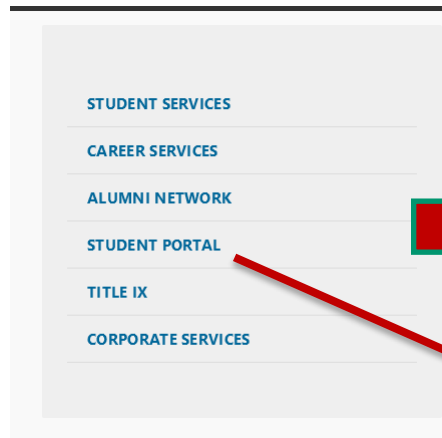 STUDENT SERVICES
CAREER SERVICES
ALUMNI NETWORK
STUDENT PORTAL
TITLE IX
CORPORATE SERVICES